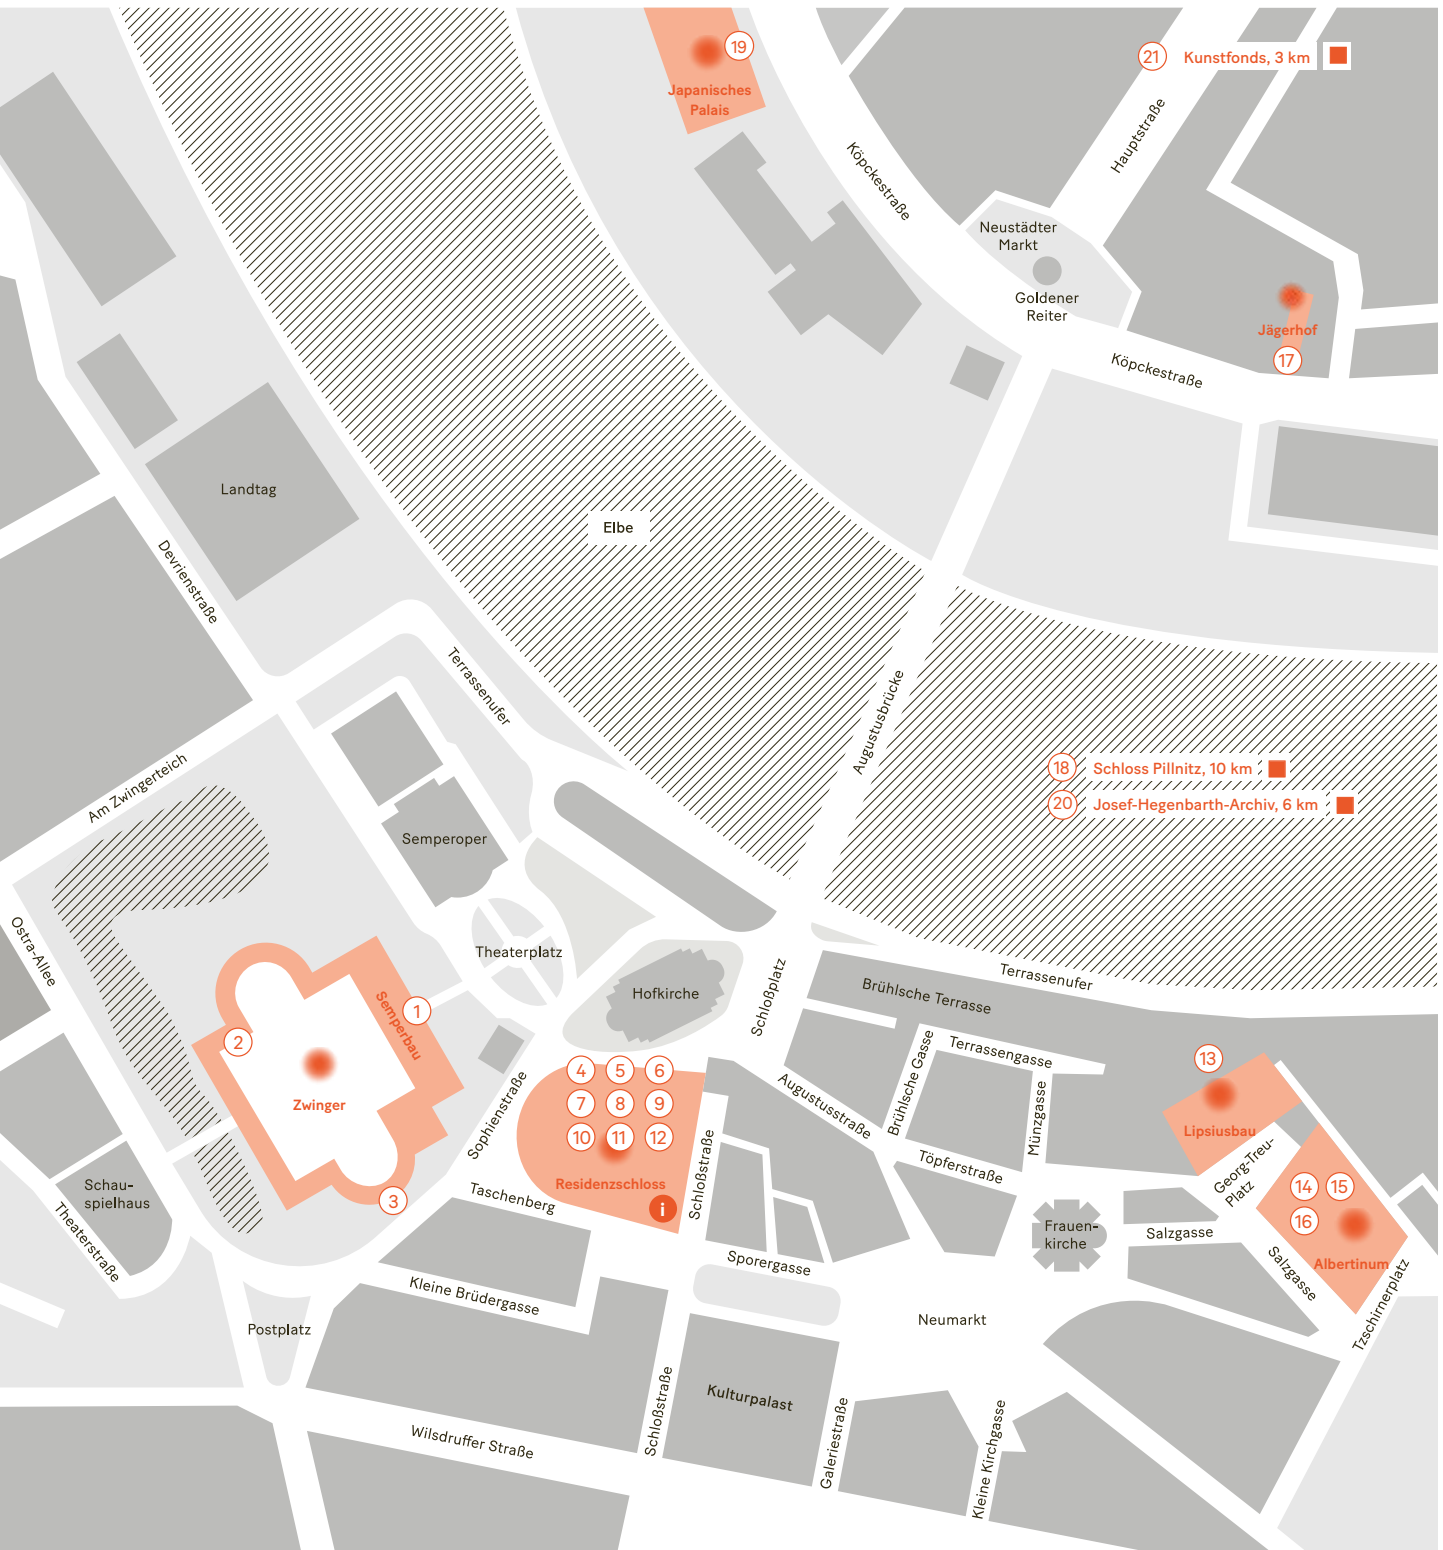 19
Japanisches
Palais
21
Kunstfonds, 3 km
Hauptstraße
Köpckestraße
Neustädter
Markt
Goldener
Reiter
Jägerhof
17
Köpckestraße
Landtag
Elbe
Devrienstraße
Terrassenufer
Augustusbrücke
18
Schloss Pillnitz, 10 km
20
Josef-Hegenbarth-Archiv, 6 km
Am Zwingerteich
Semperoper
Ostra-Allee
Theaterplatz
Hofkirche
Schloßplatz
Terrassenufer
Brühlsche Terrasse
Semperbau
1
2
Zwinger
3
Sophienstraße
4
5
6
7
8
9
10
11
12
Residenzschloss
i
Schloßstraße
Augustusstraße
Brühlsche Gasse
Terrassengasse
Münzgasse
Töpferstraße
13
Lipsiusbau
Georg-Treu-
Platz
14
15
16
Albertinum
Schau-
spielhaus
Theaterstraße
Taschenberg
Frauen-
kirche
Salzgasse
Salzgasse
Tzschirnerplatz
Sporergasse
Kleine Brüdergasse
Neumarkt
Postplatz
Kulturpalast
Schloßstraße
Galeriestraße
Kleine Kirchgasse
Wilsdruffer Straße